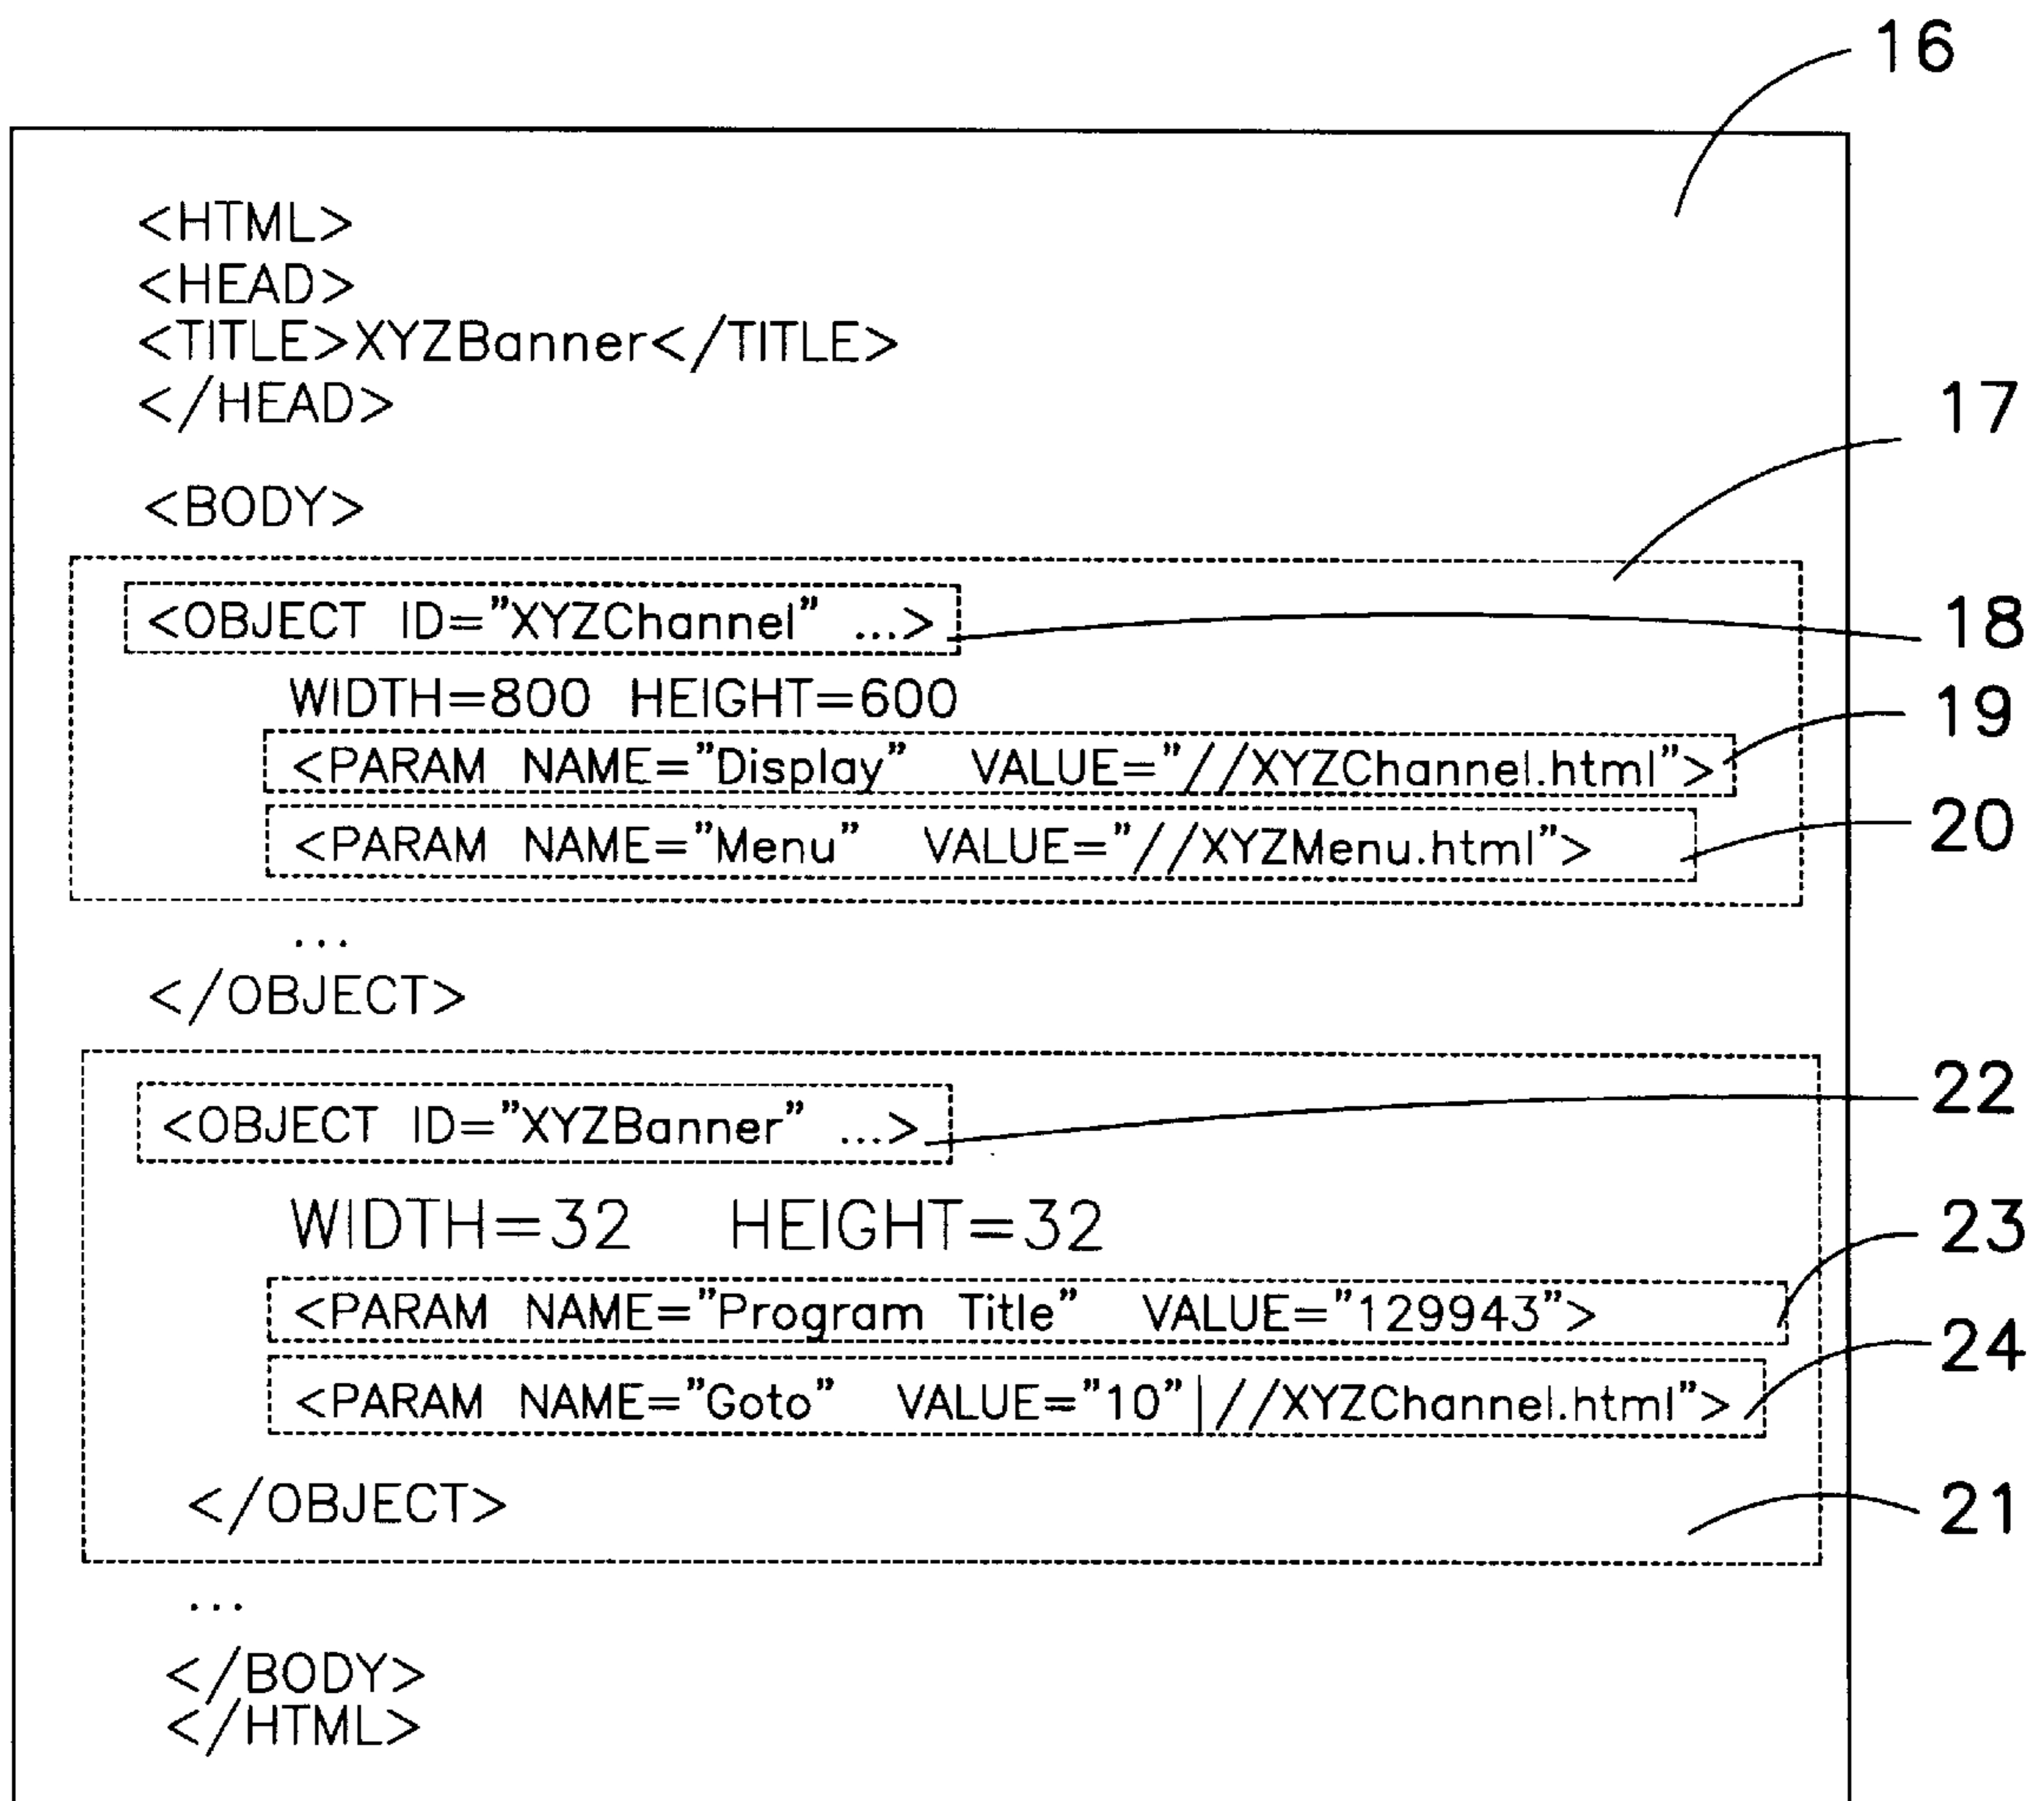 16
<HTML>
<HEAD>
<TITLE>XYZBanner</TITLE>
</HEAD>
17
<BODY>
<OBJECT ID="XYZChannel" ...>
18
WIDTH=800 HEIGHT=600
19
<PARAM NAME="Display" VALUE="//XYZChannel.html">
20
<PARAM NAME="Menu" VALUE="//XYZMenu.html">
...
</OBJECT>
22
<OBJECT ID="XYZBanner" ...>
WIDTH=32 HEIGHT=32
23
<PARAM NAME="Program Title" VALUE="129943">
24
<PARAM NAME="Goto" VALUE="10"|//XYZChannel.html">
</OBJECT>
21
...
</BODY>
</HTML>